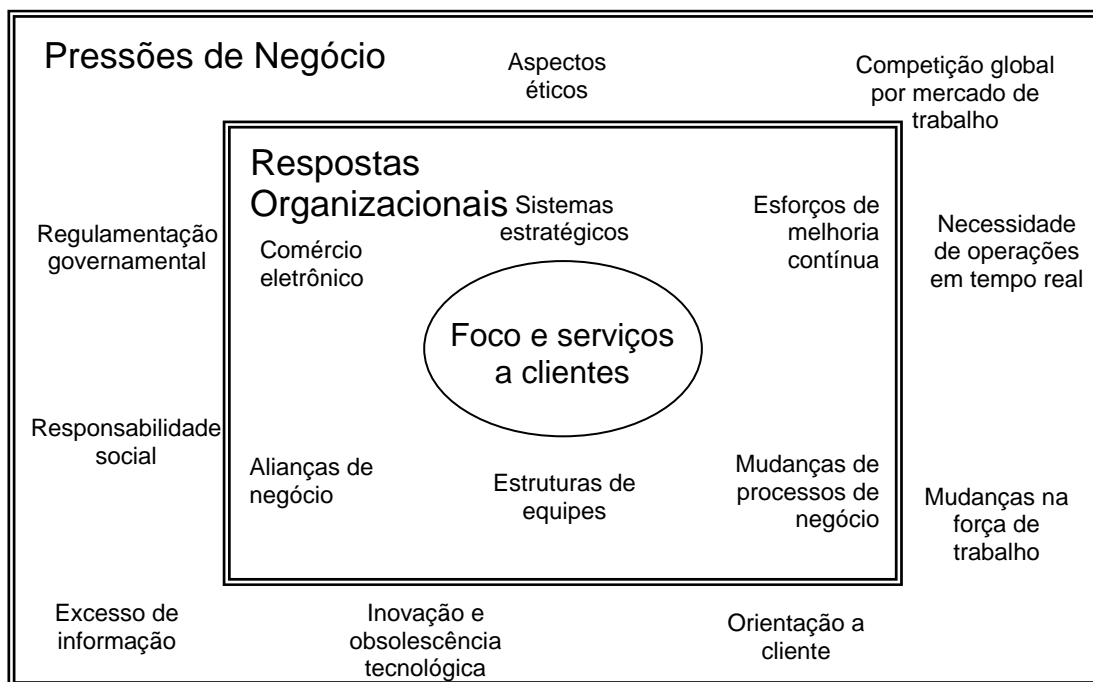 Pressões de Negócio
Aspectos
éticos
Competição global
por mercado de
trabalho
Respostas
Organizacionais
Sistemas
estratégicos
Esforços de
melhoria
contínua
Comércio
eletrônico
Regulamentação
governamental
Necessidade
de operações
em tempo real
Foco e serviços
a clientes
Responsabilidade
social
Alianças de
negócio
Estruturas de
equipes
Mudanças de
processos de
negócio
Mudanças na
força de
trabalho
Excesso de
informação
Inovação e
obsolescência
tecnológica
Orientação a
cliente